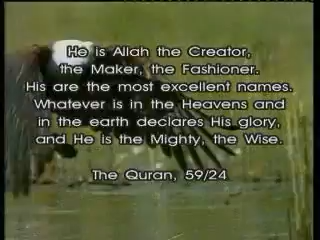 He is Allah the Creator,
the Maker, the Fashioner.
His are the most excellent names.
Whatever is in the Heavens and
in the earth declares His glory,
and He is the Mighty, the Wise.
The Quran, 59/24